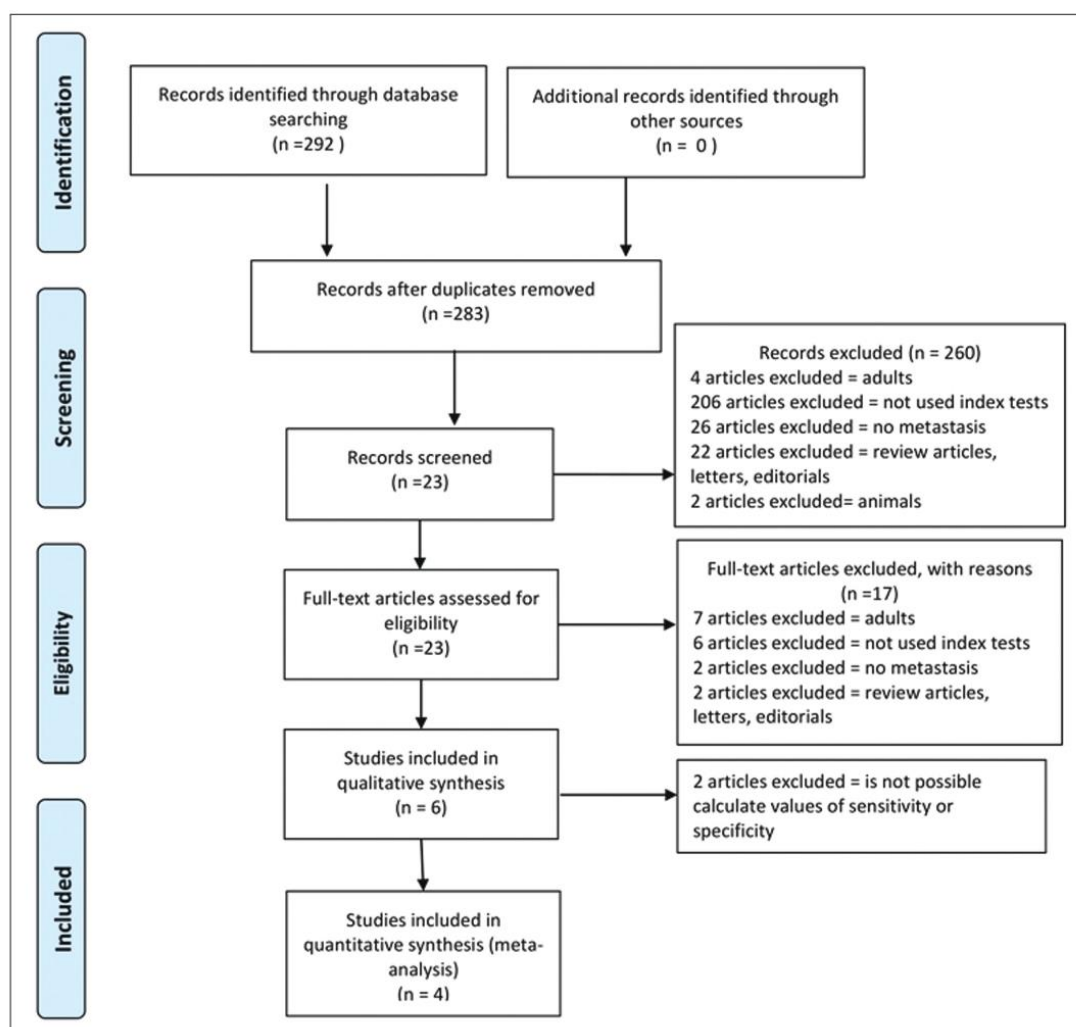 Identification
Records identified through database
searching
(n =292 )
Additional records identified through
other sources
(n = 0 )
Screening
Records after duplicates removed
(n =283)
Records excluded (n = 260)
4 articles excluded = adults
206 articles excluded = not used index tests
26 articles excluded = no metastasis
22 articles excluded = review articles,
letters, editorials
2 articles excluded= animals
Records screened
(n =23)
Eligibility
Full-text articles assessed for
eligibility
(n =23)
Full-text articles excluded, with reasons
(n =17)
7 articles excluded = adults
6 articles excluded = not used index tests
2 articles excluded = no metastasis
2 articles excluded = review articles,
letters, editorials
Studies included in
qualitative synthesis
(n = 6)
2 articles excluded = is not possible
calculate values of sensitivity or
specificity
Included
Studies included in
quantitative synthesis (meta-
analysis)
(n = 4)